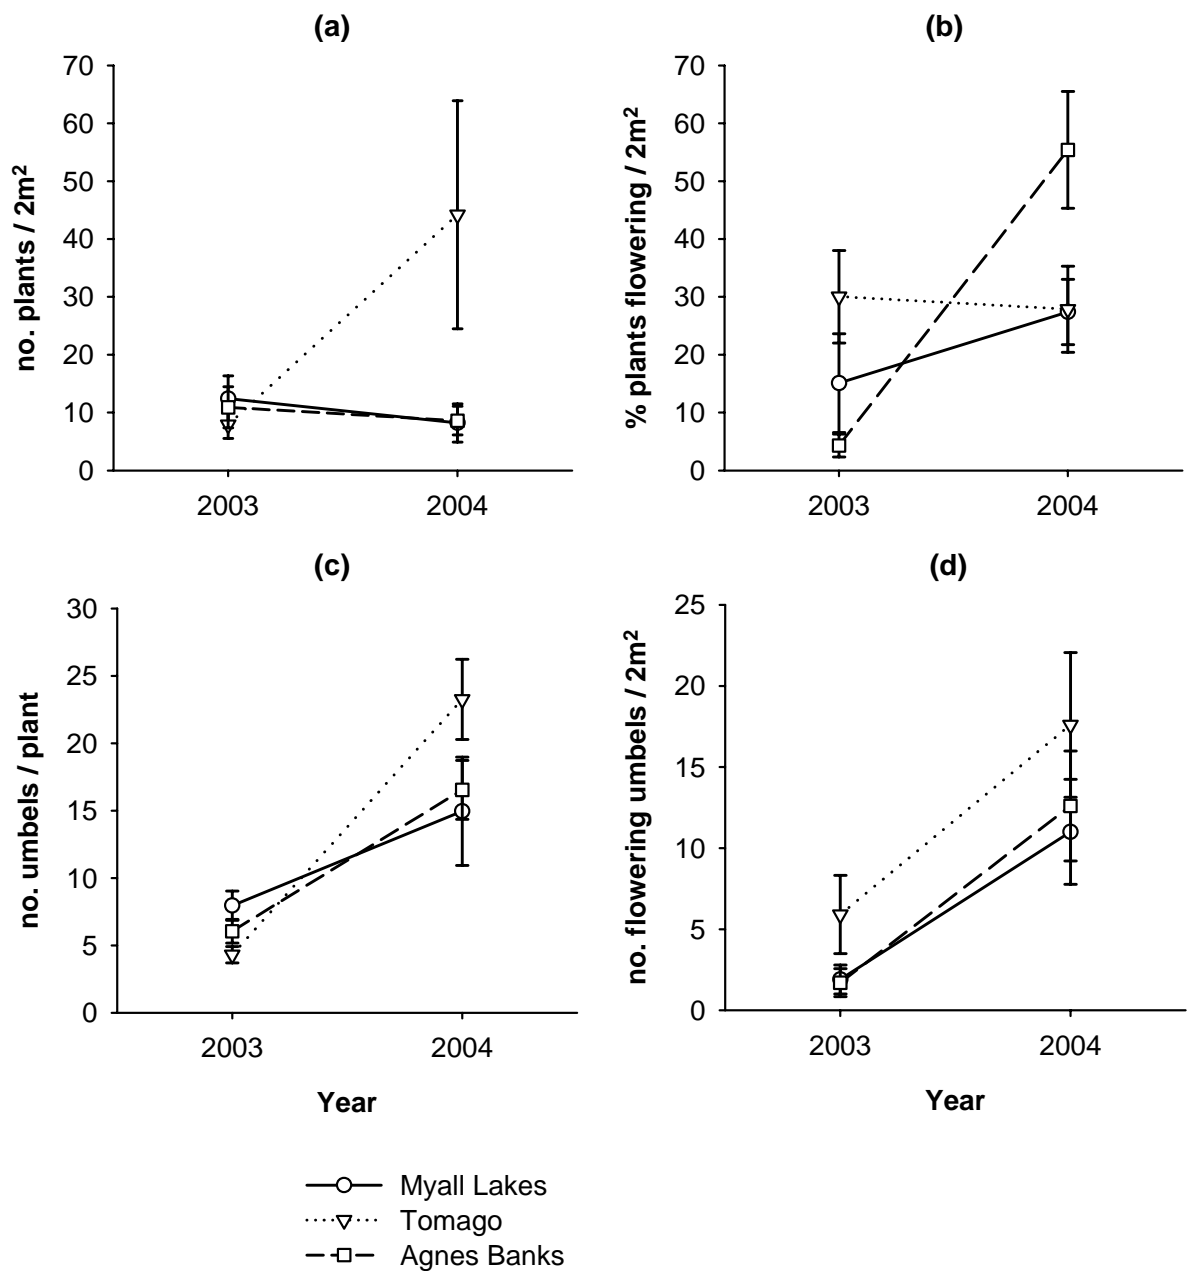 (a)
no. plants / 2m²
70
60
50
40
30
20
10
0
2003 2004
(b)
% plants flowering / 2m²
70
60
50
40
30
20
10
0
2003 2004
(c)
no. umbels / plant
30
25
20
15
10
5
0
2003 2004
Year
(d)
no. flowering umbels / 2m²
25
20
15
10
5
0
2003 2004
Year
Myall Lakes
Tomago
Agnes Banks